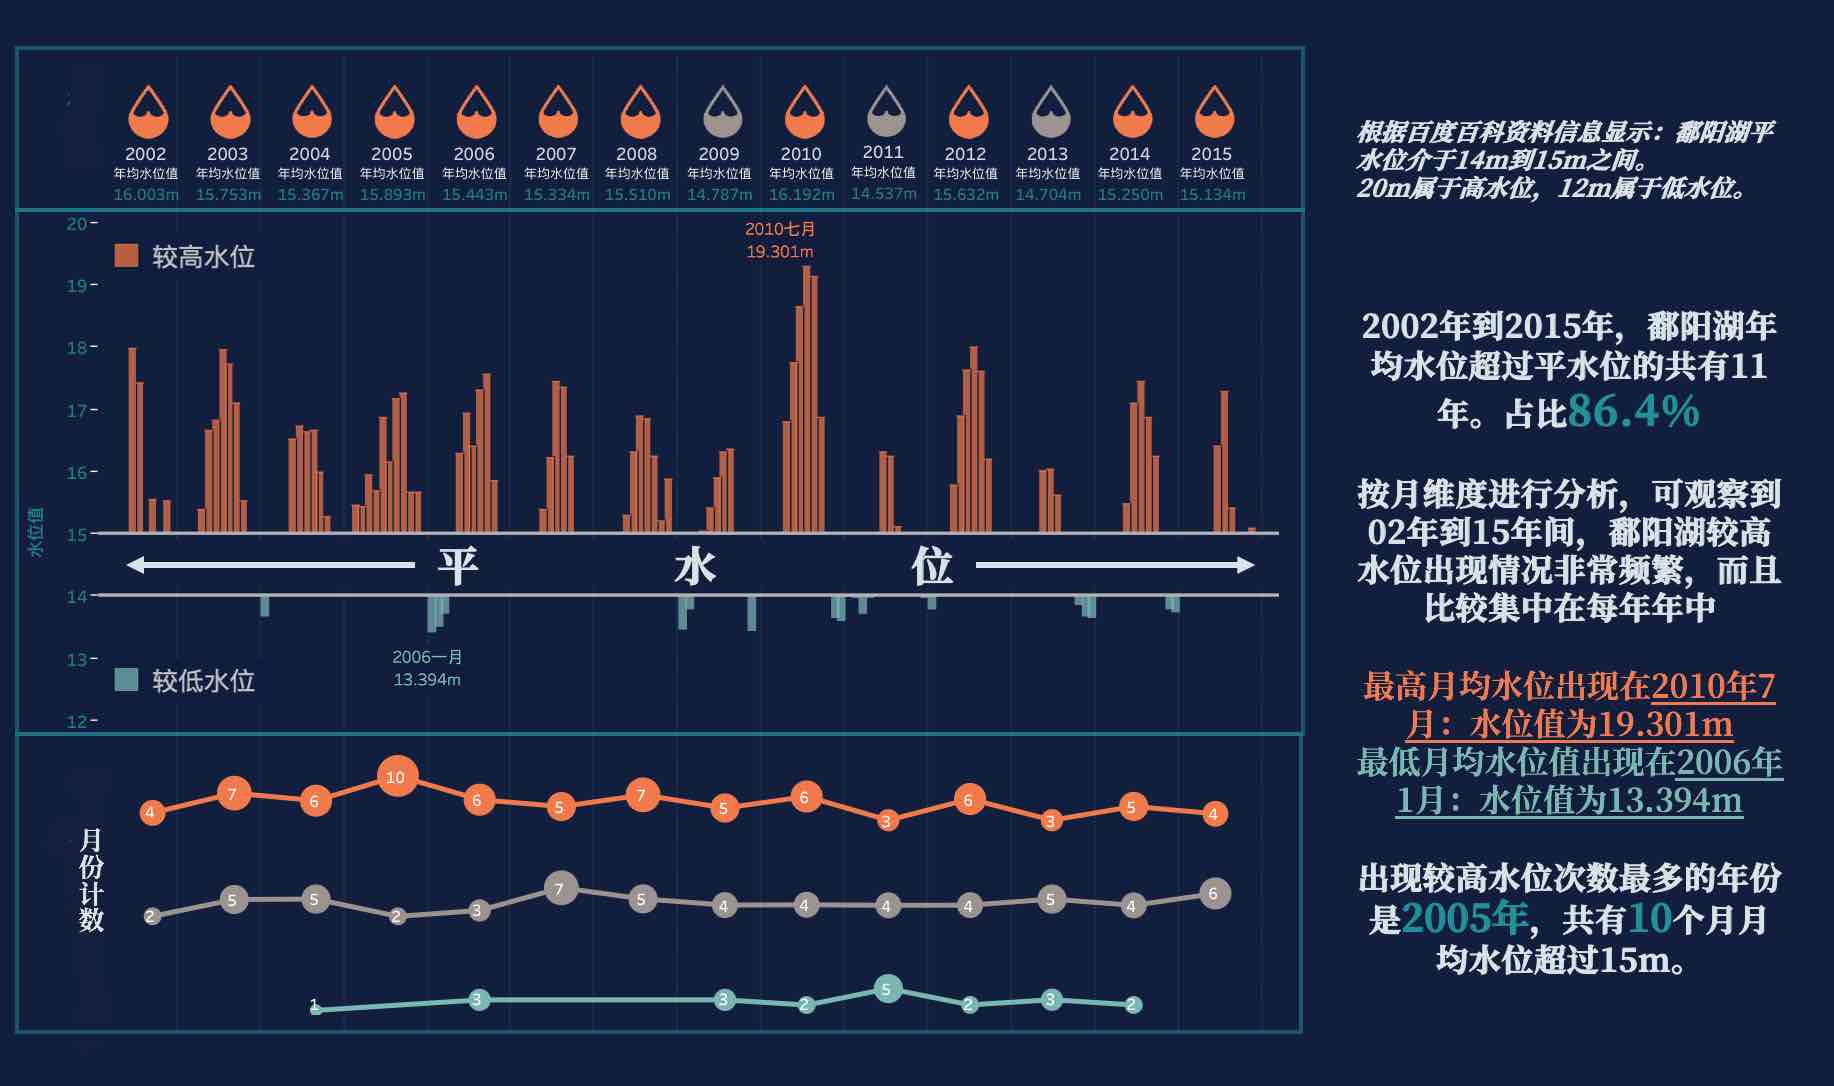 2002 2003 2004 2005 2006 2007 2008 2009 2010 2011 2012 2013 2014 2015
年均水位值 年均水位值 年均水位值 年均水位值 年均水位值 年均水位值 年均水位值 年均水位值 年均水位值 年均水位值 年均水位值 年均水位值 年均水位值 年均水位值
16.003m 15.753m 15.367m 15.893m 15.443m 15.334m 15.510m 14.787m 16.192m 14.537m 15.632m 14.704m 15.250m 15.134m
20
较高水位
2010七月
19.301m
19
18
17
16
水位值
15
平 水 位
14
2006一月
13.394m
13
较低水位
12
月份计数
4 7 6 10 6 5 7 5 6 3 6 3 5 4
2 5 5 2 3 7 5 4 4 4 4 5 4 6
1 3 3 2 5 2 3 2
根据百度百科资料信息显示：鄱阳湖平
水位介于14m到15m之间。
20m属于高水位，12m属于低水位。
2002年到2015年，鄱阳湖年
均水位超过平水位的共有11
年。占比86.4%
按月维度进行分析，可观察到
02年到15年间，鄱阳湖较高
水位出现情况非常频繁，而且
比较集中在每年年中
最高月均水位出现在2010年7
月：水位值为19.301m
最低月均水位值出现在2006年
1月：水位值为13.394m
出现较高水位次数最多的年份
是2005年，共有10个月月
均水位超过15m。